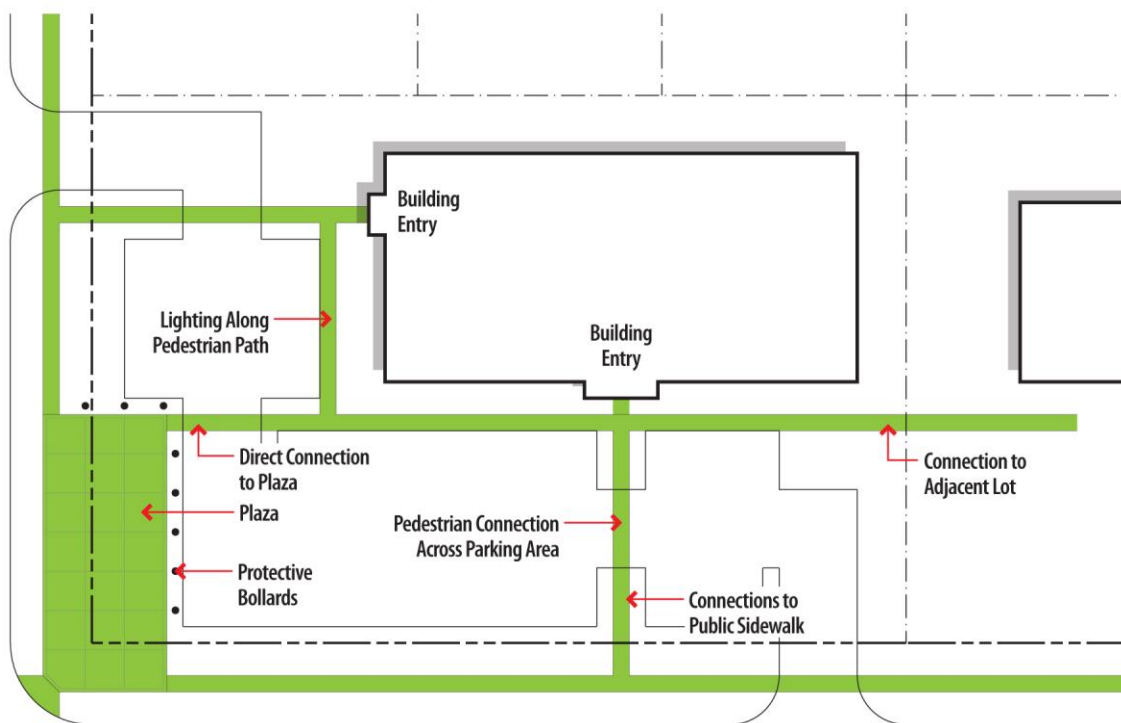 Building
Entry
Lighting Along
Pedestrian Path
Building
Entry
Direct Connection
to Plaza
Connection to
Adjacent Lot
Plaza
Pedestrian Connection
Across Parking Area
Protective
Bollards
Connections to
Public Sidewalk